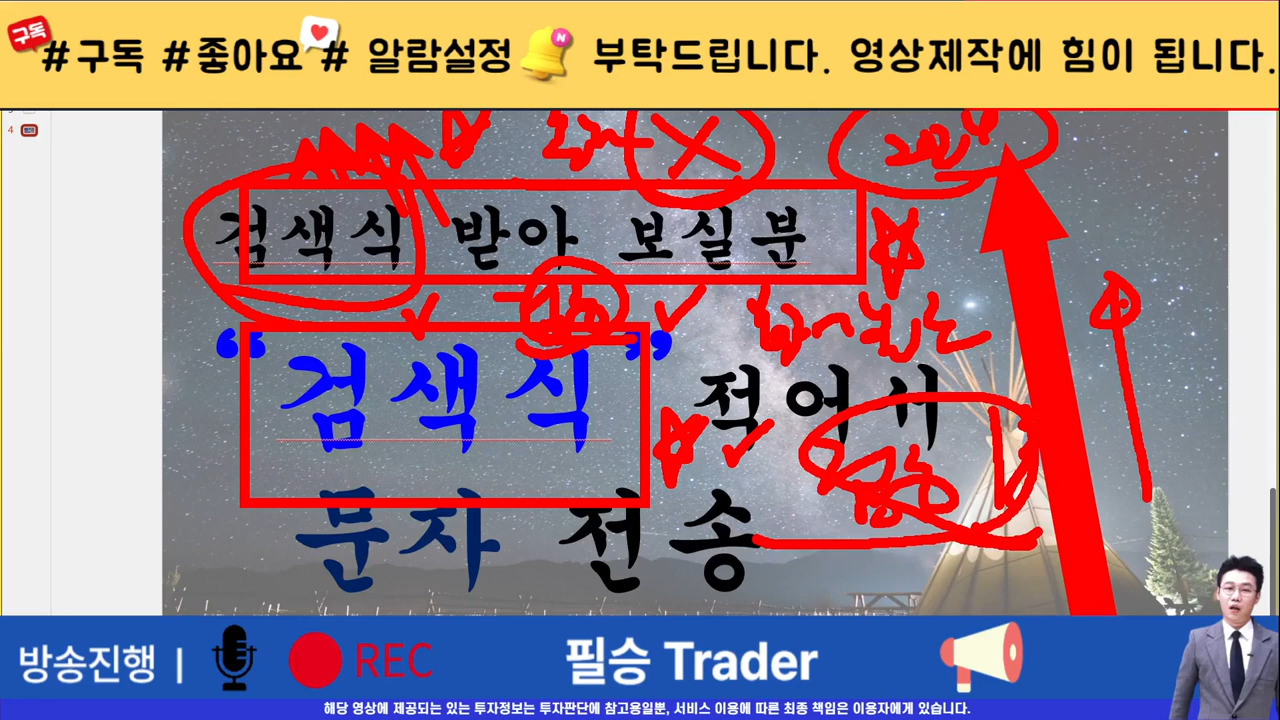 구독
#구독 #좋아요 # 알람설정 N 부탁드립니다. 영상제작에 힘이 됩니다.
4
검색식 받아 보실분
"검색식" 적어서
문자 전송
방송진행 | REC 필승 Trader
해당 영상에 제공되는 있는 투자정보는 투자판단에 참고용일뿐, 서비스 이용에 따른 최종 책임은 이용자에게 있습니다.